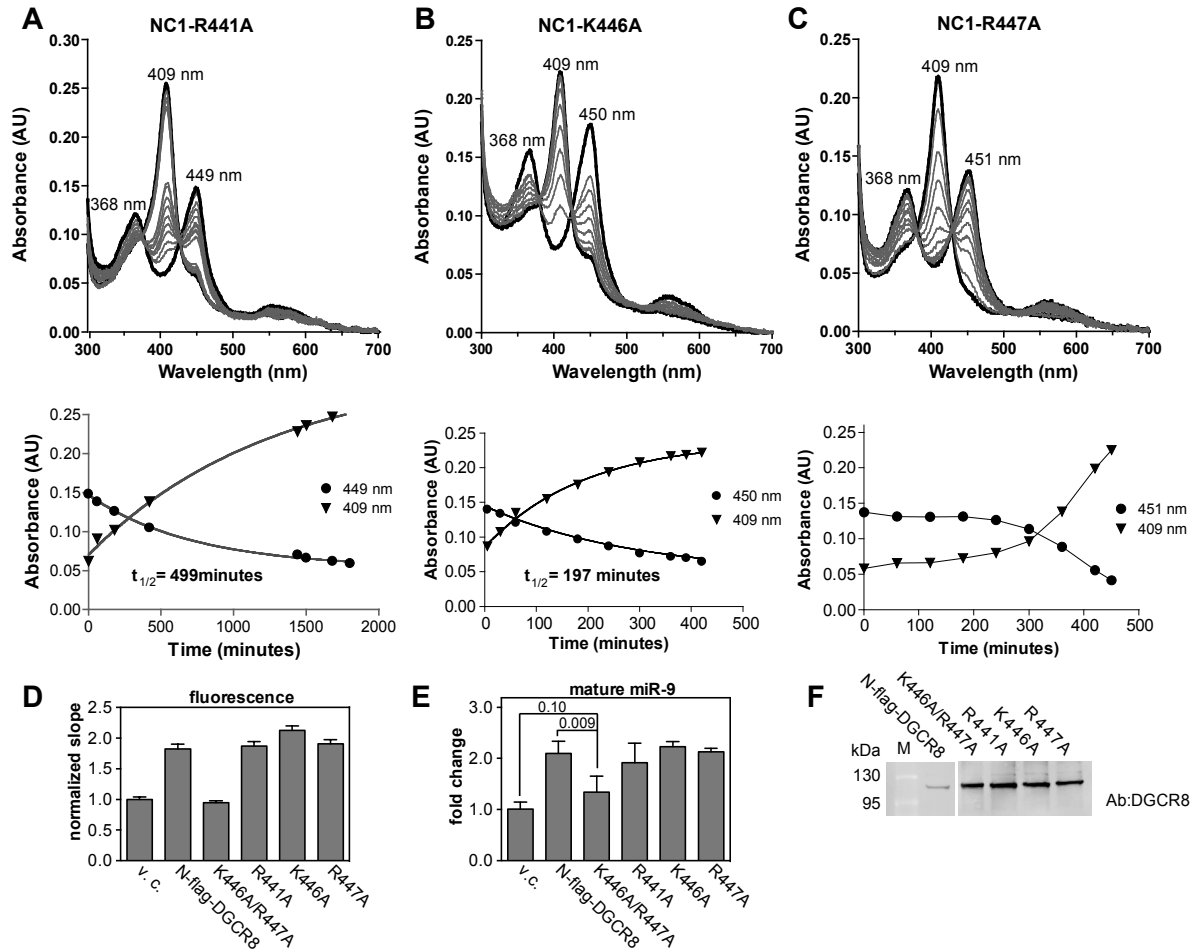 A
NC1-R441A
Absorbance (AU)
0.30
0.25
0.20
0.15
0.10
0.05
0.00
409 nm
368 nm
449 nm
300 400 500 600 700
Wavelength (nm)
B
NC1-K446A
Absorbance (AU)
0.25
0.20
0.15
0.10
0.05
0.00
409 nm
368 nm
450 nm
300 400 500 600 700
Wavelength (nm)
C
NC1-R447A
Absorbance (AU)
0.25
0.20
0.15
0.10
0.05
0.00
409 nm
368 nm
451 nm
300 400 500 600 700
Wavelength (nm)
Absorbance (AU)
0.25
0.20
0.15
0.10
0.05
0.00
449 nm
409 nm
t 1/2= 499minutes
0 500 1000 1500 2000
Time (minutes)
Absorbance (AU)
0.25
0.20
0.15
0.10
0.05
0.00
450 nm
409 nm
t 1/2= 197 minutes
0 100 200 300 400 500
Time (minutes)
Absorbance (AU)
0.25
0.20
0.15
0.10
0.05
0.00
451 nm
409 nm
0 100 200 300 400 500
Time (minutes)
D
fluorescence
normalized slope
2.5
2.0
1.5
1.0
0.5
0.0
v. c.
N-flag-DGCR8
K446A/R447A
R441A
K446A
R447A
E
mature miR-9
fold change
3.0
2.0
1.0
0.0
0.10
0.009
v. c.
N-flag-DGCR8
K446A/R447A
R441A
K446A
R447A
F
kDa
M
N-flag-DGCR8
K446A/R447A
R441A
K446A
R447A
130
95
Ab:DGCR8